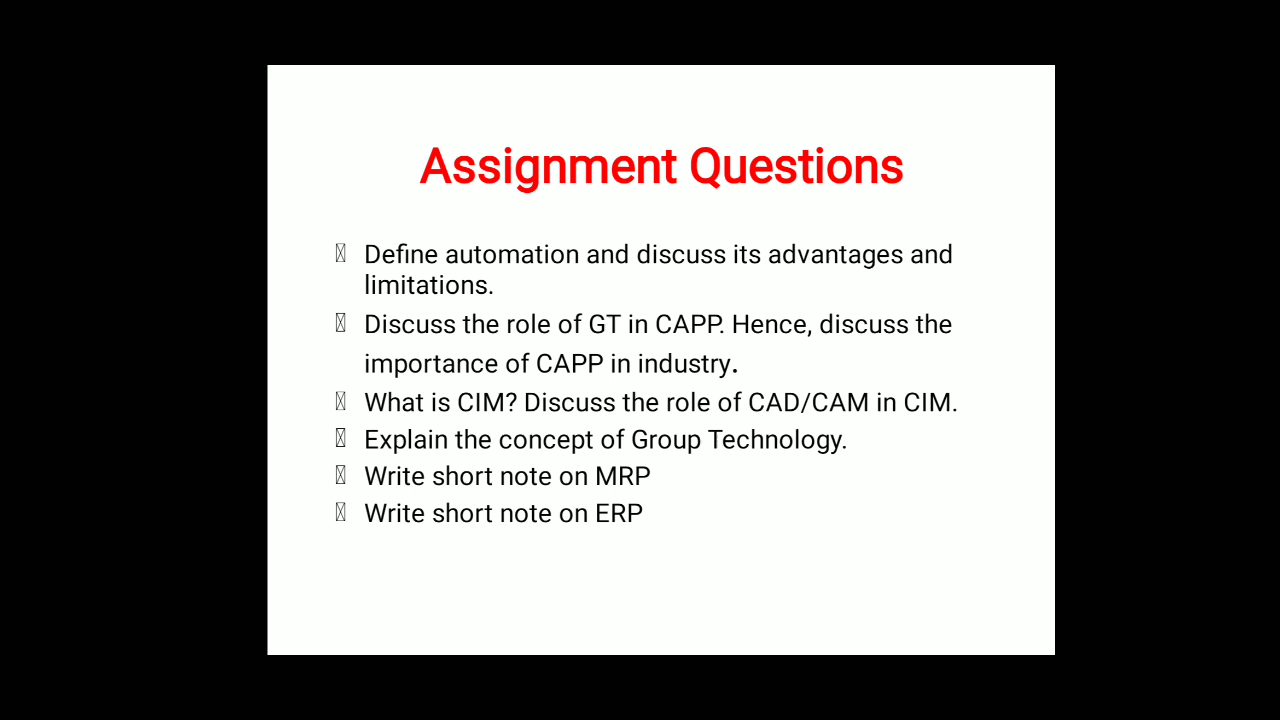 Assignment Questions
Define automation and discuss its advantages and
limitations.
Discuss the role of GT in CAPP. Hence, discuss the
importance of CAPP in industry.
What is CIM? Discuss the role of CAD/CAM in CIM.
Explain the concept of Group Technology.
Write short note on MRP
Write short note on ERP